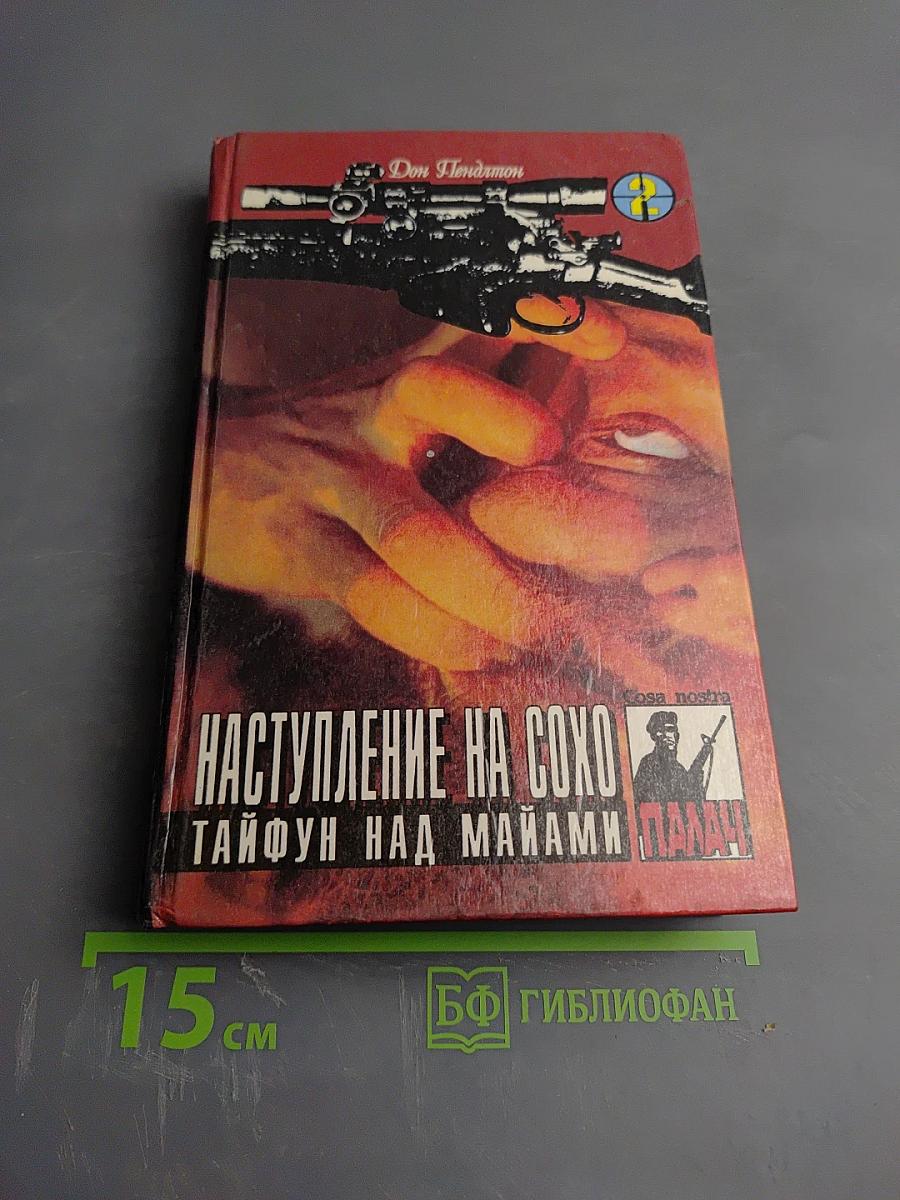 Дон Пендлтон
2
Cosa nostra
НАСТУПЛЕНИЕ НА СОХО
ТАЙФУН НАД МАЙАМИ
ПАЛАЧ
15 см
БФ ГИБЛИОФАН